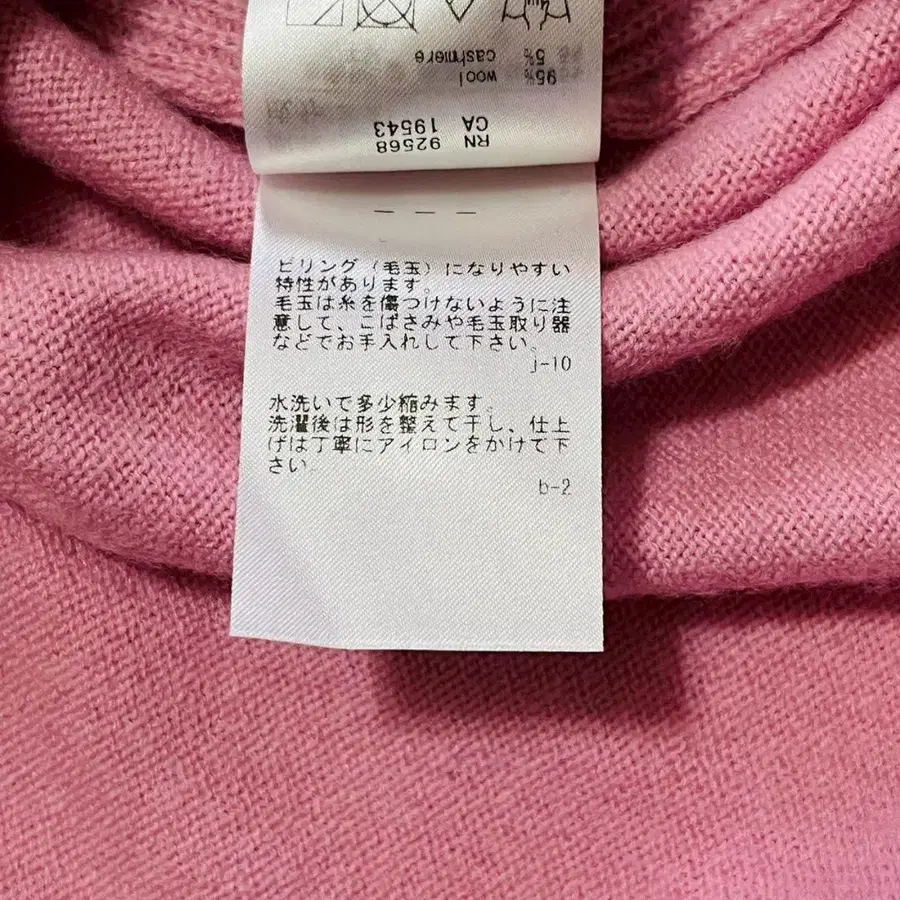 RN 92568
CA 19543
95% wool
5% cashmere
— — —
ピリング(毛玉)になりやすい
特性があります。
毛玉は糸を傷つけないように注
意して、こばさみや毛玉取り器
などでお手入れして下さい。
j-10
水洗いで多少縮みます。
洗濯後は形を整えて干し、仕上
げは丁寧にアイロンをかけて下
さい。
b-2